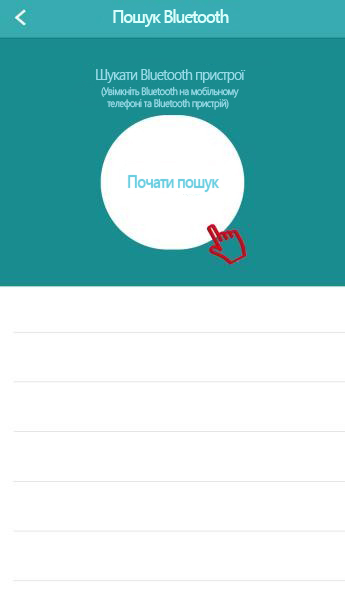 Пошук Bluetooth
Шукати Bluetooth пристрої
(Увімкніть Bluetooth на мобільному
телефоні та Bluetooth пристрій)
Почати пошук